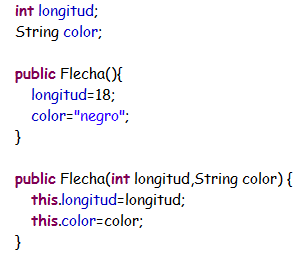 int longitud;
String color;
public Flecha(){
longitud=18;
color="negro";
}
public Flecha(int longitud,String color) {
this.longitud=longitud;
this.color=color;
}